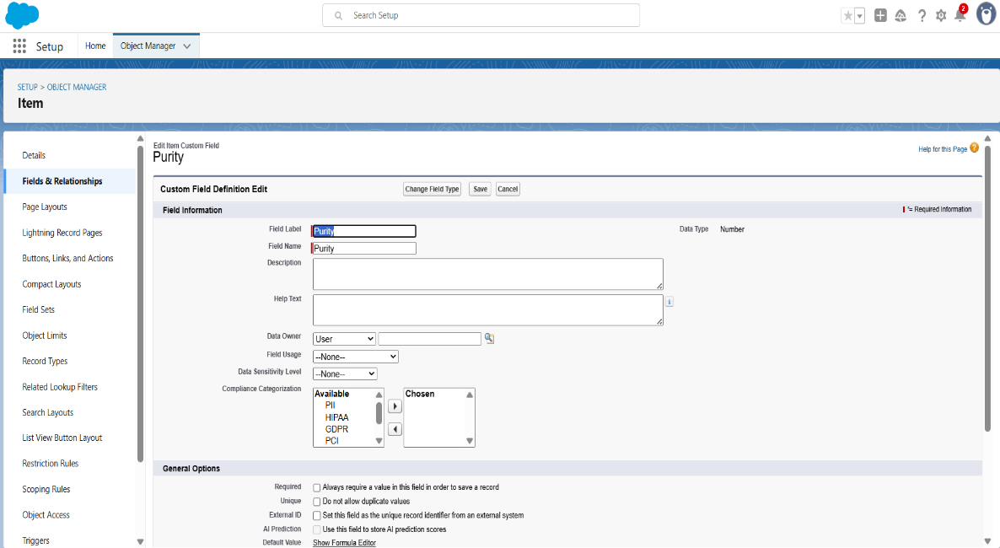 Search Setup
2
Setup
Home
Object Manager
SETUP > OBJECT MANAGER
Item
Details
Fields & Relationships
Page Layouts
Lightning Record Pages
Buttons, Links, and Actions
Compact Layouts
Field Sets
Object Limits
Record Types
Related Lookup Filters
Search Layouts
List View Button Layout
Restriction Rules
Scoping Rules
Object Access
Triggers
Edit Item Custom Field
Purity
Help for this Page ?
Custom Field Definition Edit
Change Field Type
Save
Cancel
Field Information
= Required Information
Field Label
Purity
Data Type
Number
Field Name
Purity
Description
Help Text
i
Data Owner
User
Field Usage
--None--
Data Sensitivity Level
--None--
Compliance Categorization
Available
PII
HIPAA
GDPR
PCI
Chosen
General Options
Required
Always require a value in this field in order to save a record
Unique
Do not allow duplicate values
External ID
Set this field as the unique record identifier from an external system
AI Prediction
Use this field to store AI prediction scores
Default Value
Show Formula Editor